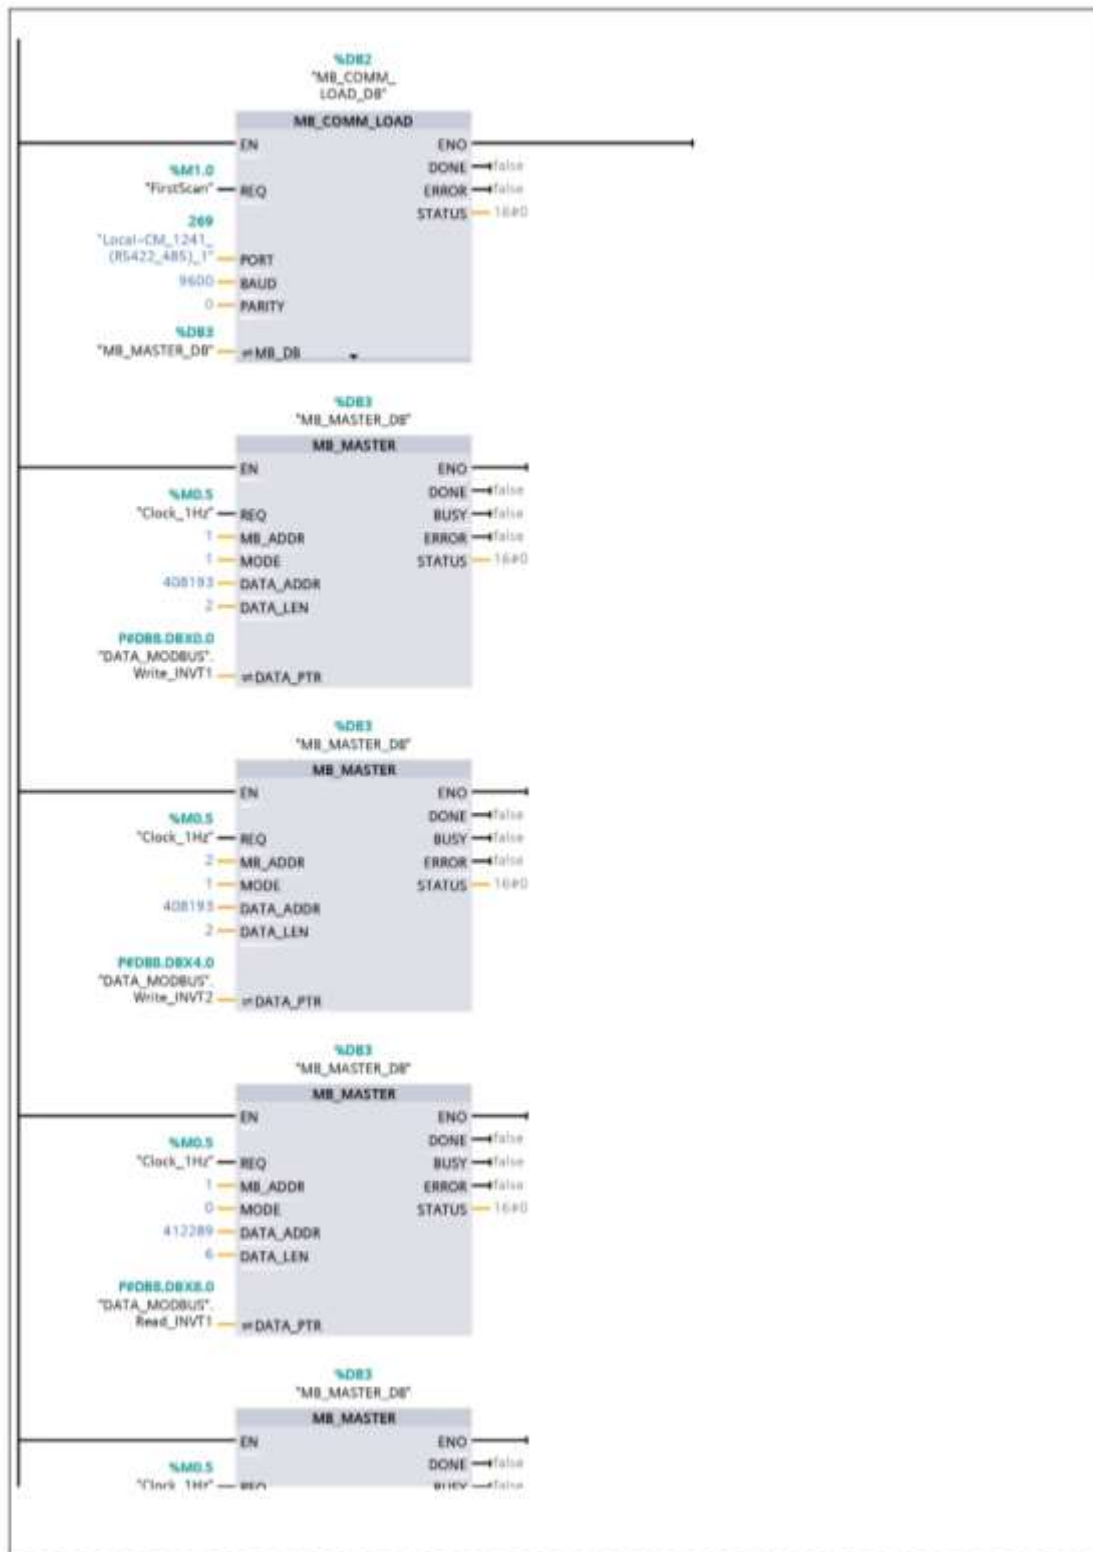 %DB2
"MB_COMM_
LOAD_DB"
MB_COMM_LOAD
EN ENO
DONE false
%M1.0
"FirstScan" REQ ERROR false
STATUS 16#0
269
"Local~CM_1241_
(RS422_485)_1" PORT
9600 BAUD
0 PARITY
%DB3
"MB_MASTER_DB" MB_DB
%DB3
"MB_MASTER_DB"
MB_MASTER
EN ENO
%M0.5 DONE false
"Clock_1Hz" REQ BUSY false
1 MB_ADDR ERROR false
1 MODE STATUS 16#0
408193 DATA_ADDR
2 DATA_LEN
P#DB8.DBX0.0
"DATA_MODBUS".
Write_INVT1 DATA_PTR
%DB3
"MB_MASTER_DB"
MB_MASTER
EN ENO
%M0.5 DONE false
"Clock_1Hz" REQ BUSY false
2 MB_ADDR ERROR false
1 MODE STATUS 16#0
408193 DATA_ADDR
2 DATA_LEN
P#DB8.DBX4.0
"DATA_MODBUS".
Write_INVT2 DATA_PTR
%DB3
"MB_MASTER_DB"
MB_MASTER
EN ENO
%M0.5 DONE false
"Clock_1Hz" REQ BUSY false
1 MB_ADDR ERROR false
0 MODE STATUS 16#0
412289 DATA_ADDR
6 DATA_LEN
P#DB8.DBX8.0
"DATA_MODBUS".
Read_INVT1 DATA_PTR
%DB3
"MB_MASTER_DB"
MB_MASTER
EN ENO
%M0.5 DONE false
"Clock_1Hz" REQ BUSY false